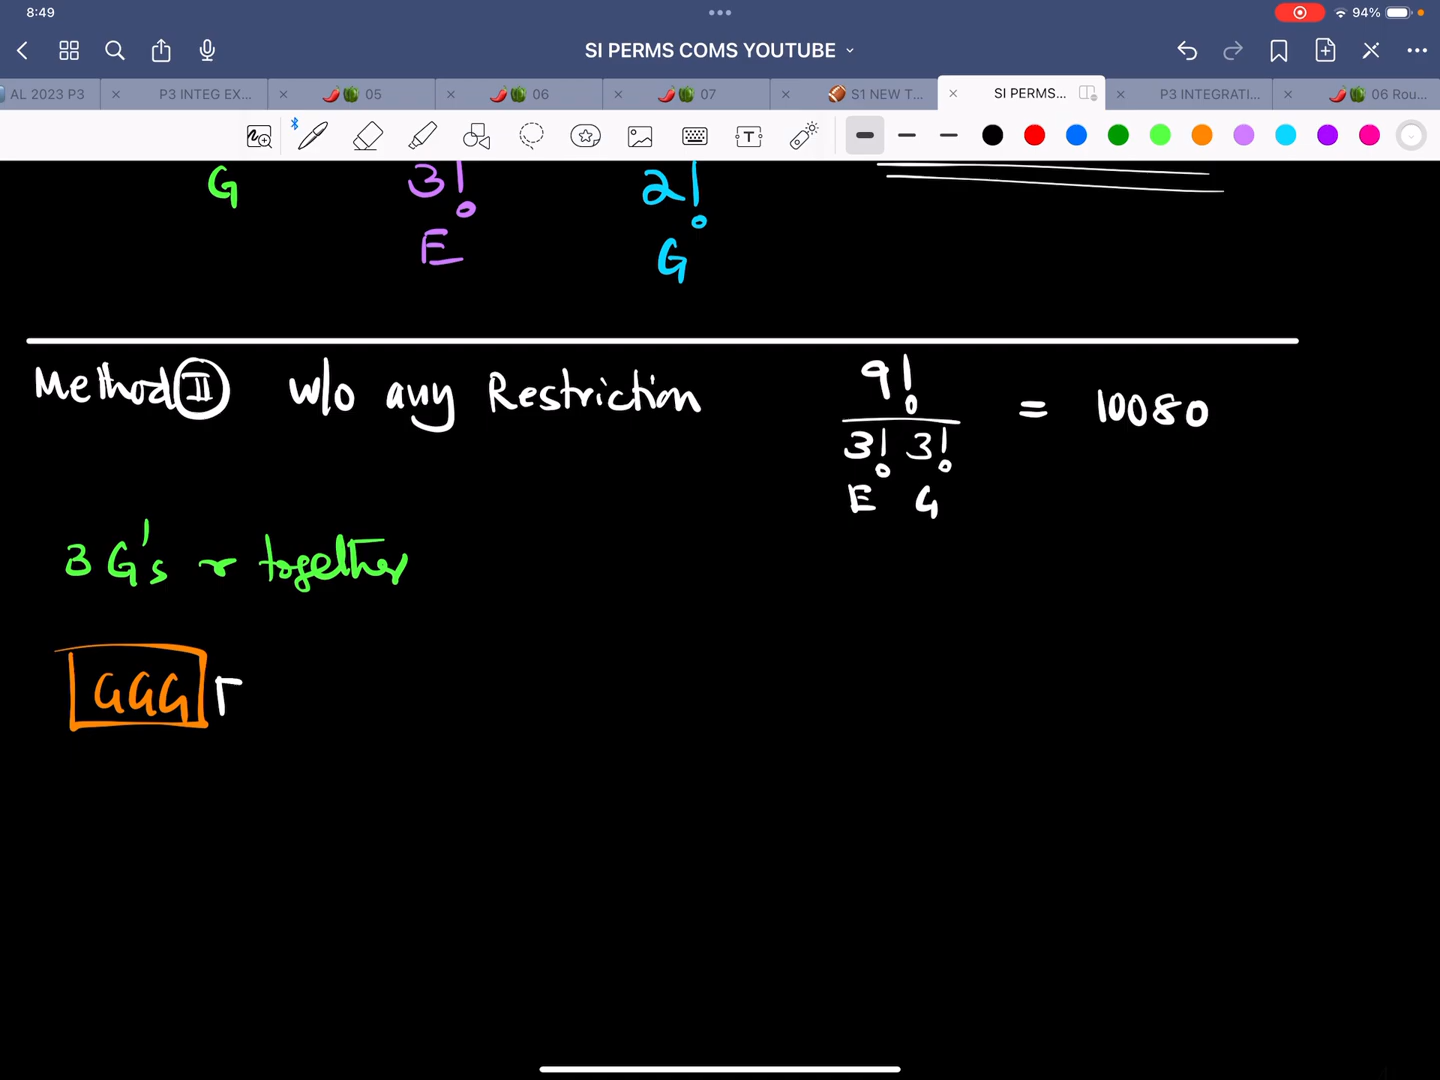 8:49
94%
SI PERMS COMS YOUTUBE
AL 2023 P3
P3 INTEG EX...
05
06
07
S1 NEW T...
SI PERMS...
P3 INTEGRATI...
06 Rou...
T
G 3! 2!
E G
Method II w/o any Restriction 9! / 3! 3! = 10080
E G
3 G's r together
GGG